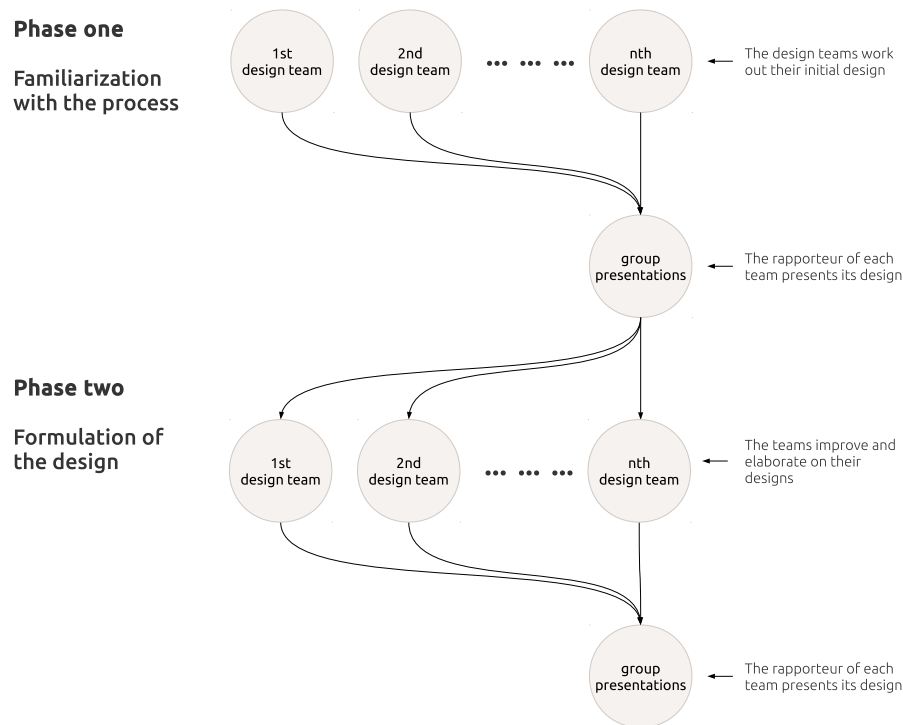 Phase one
Familiarization
with the process
1st
design team
2nd
design team
nth
design team
The design teams work
out their initial design
group
presentations
The rapporteur of each
team presents its design
Phase two
Formulation of
the design
1st
design team
2nd
design team
nth
design team
The teams improve and
elaborate on their
designs
group
presentations
The rapporteur of each
team presents its design